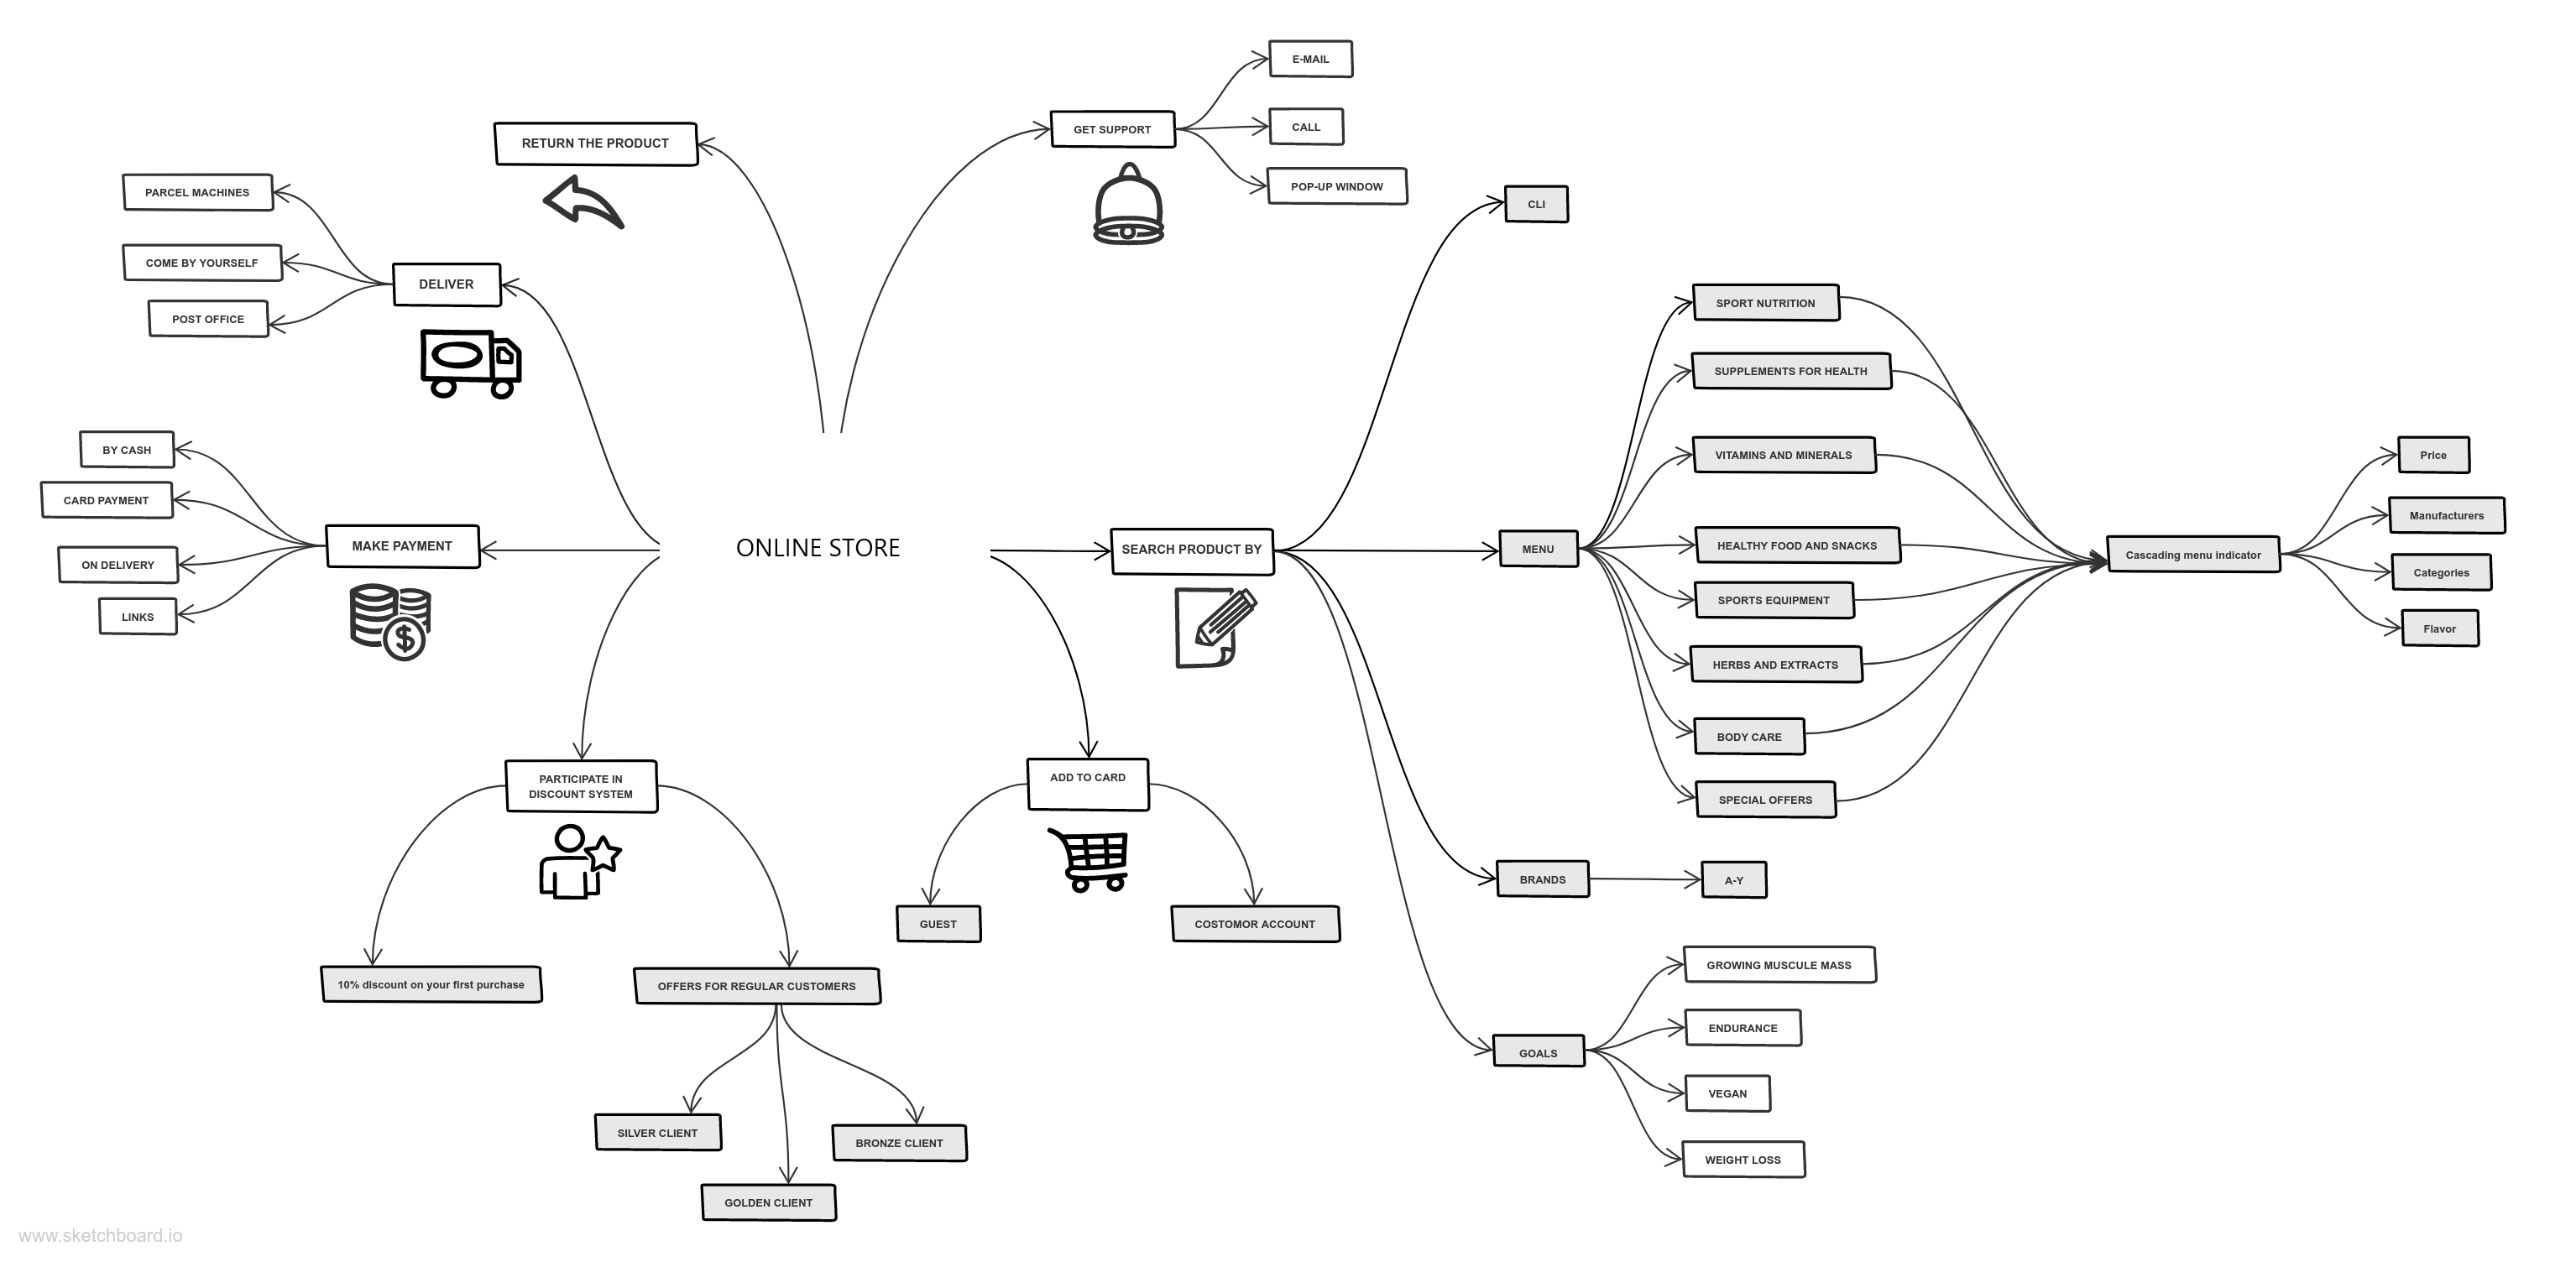 E-MAIL
GET SUPPORT
CALL
POP-UP WINDOW
RETURN THE PRODUCT
PARCEL MACHINES
COME BY YOURSELF
DELIVER
POST OFFICE
BY CASH
CARD PAYMENT
MAKE PAYMENT
ON DELIVERY
LINKS
$
ONLINE STORE
SEARCH PRODUCT BY
CLI
MENU
SPORT NUTRITION
SUPPLEMENTS FOR HEALTH
VITAMINS AND MINERALS
HEALTHY FOOD AND SNACKS
SPORTS EQUIPMENT
HERBS AND EXTRACTS
BODY CARE
SPECIAL OFFERS
Cascading menu indicator
Price
Manufacturers
Categories
Flavor
BRANDS
A-Y
GOALS
GROWING MUSCULE MASS
ENDURANCE
VEGAN
WEIGHT LOSS
PARTICIPATE IN
DISCOUNT SYSTEM
ADD TO CARD
GUEST
COSTOMOR ACCOUNT
10% discount on your first purchase
OFFERS FOR REGULAR CUSTOMERS
SILVER CLIENT
BRONZE CLIENT
GOLDEN CLIENT
www.sketchboard.io